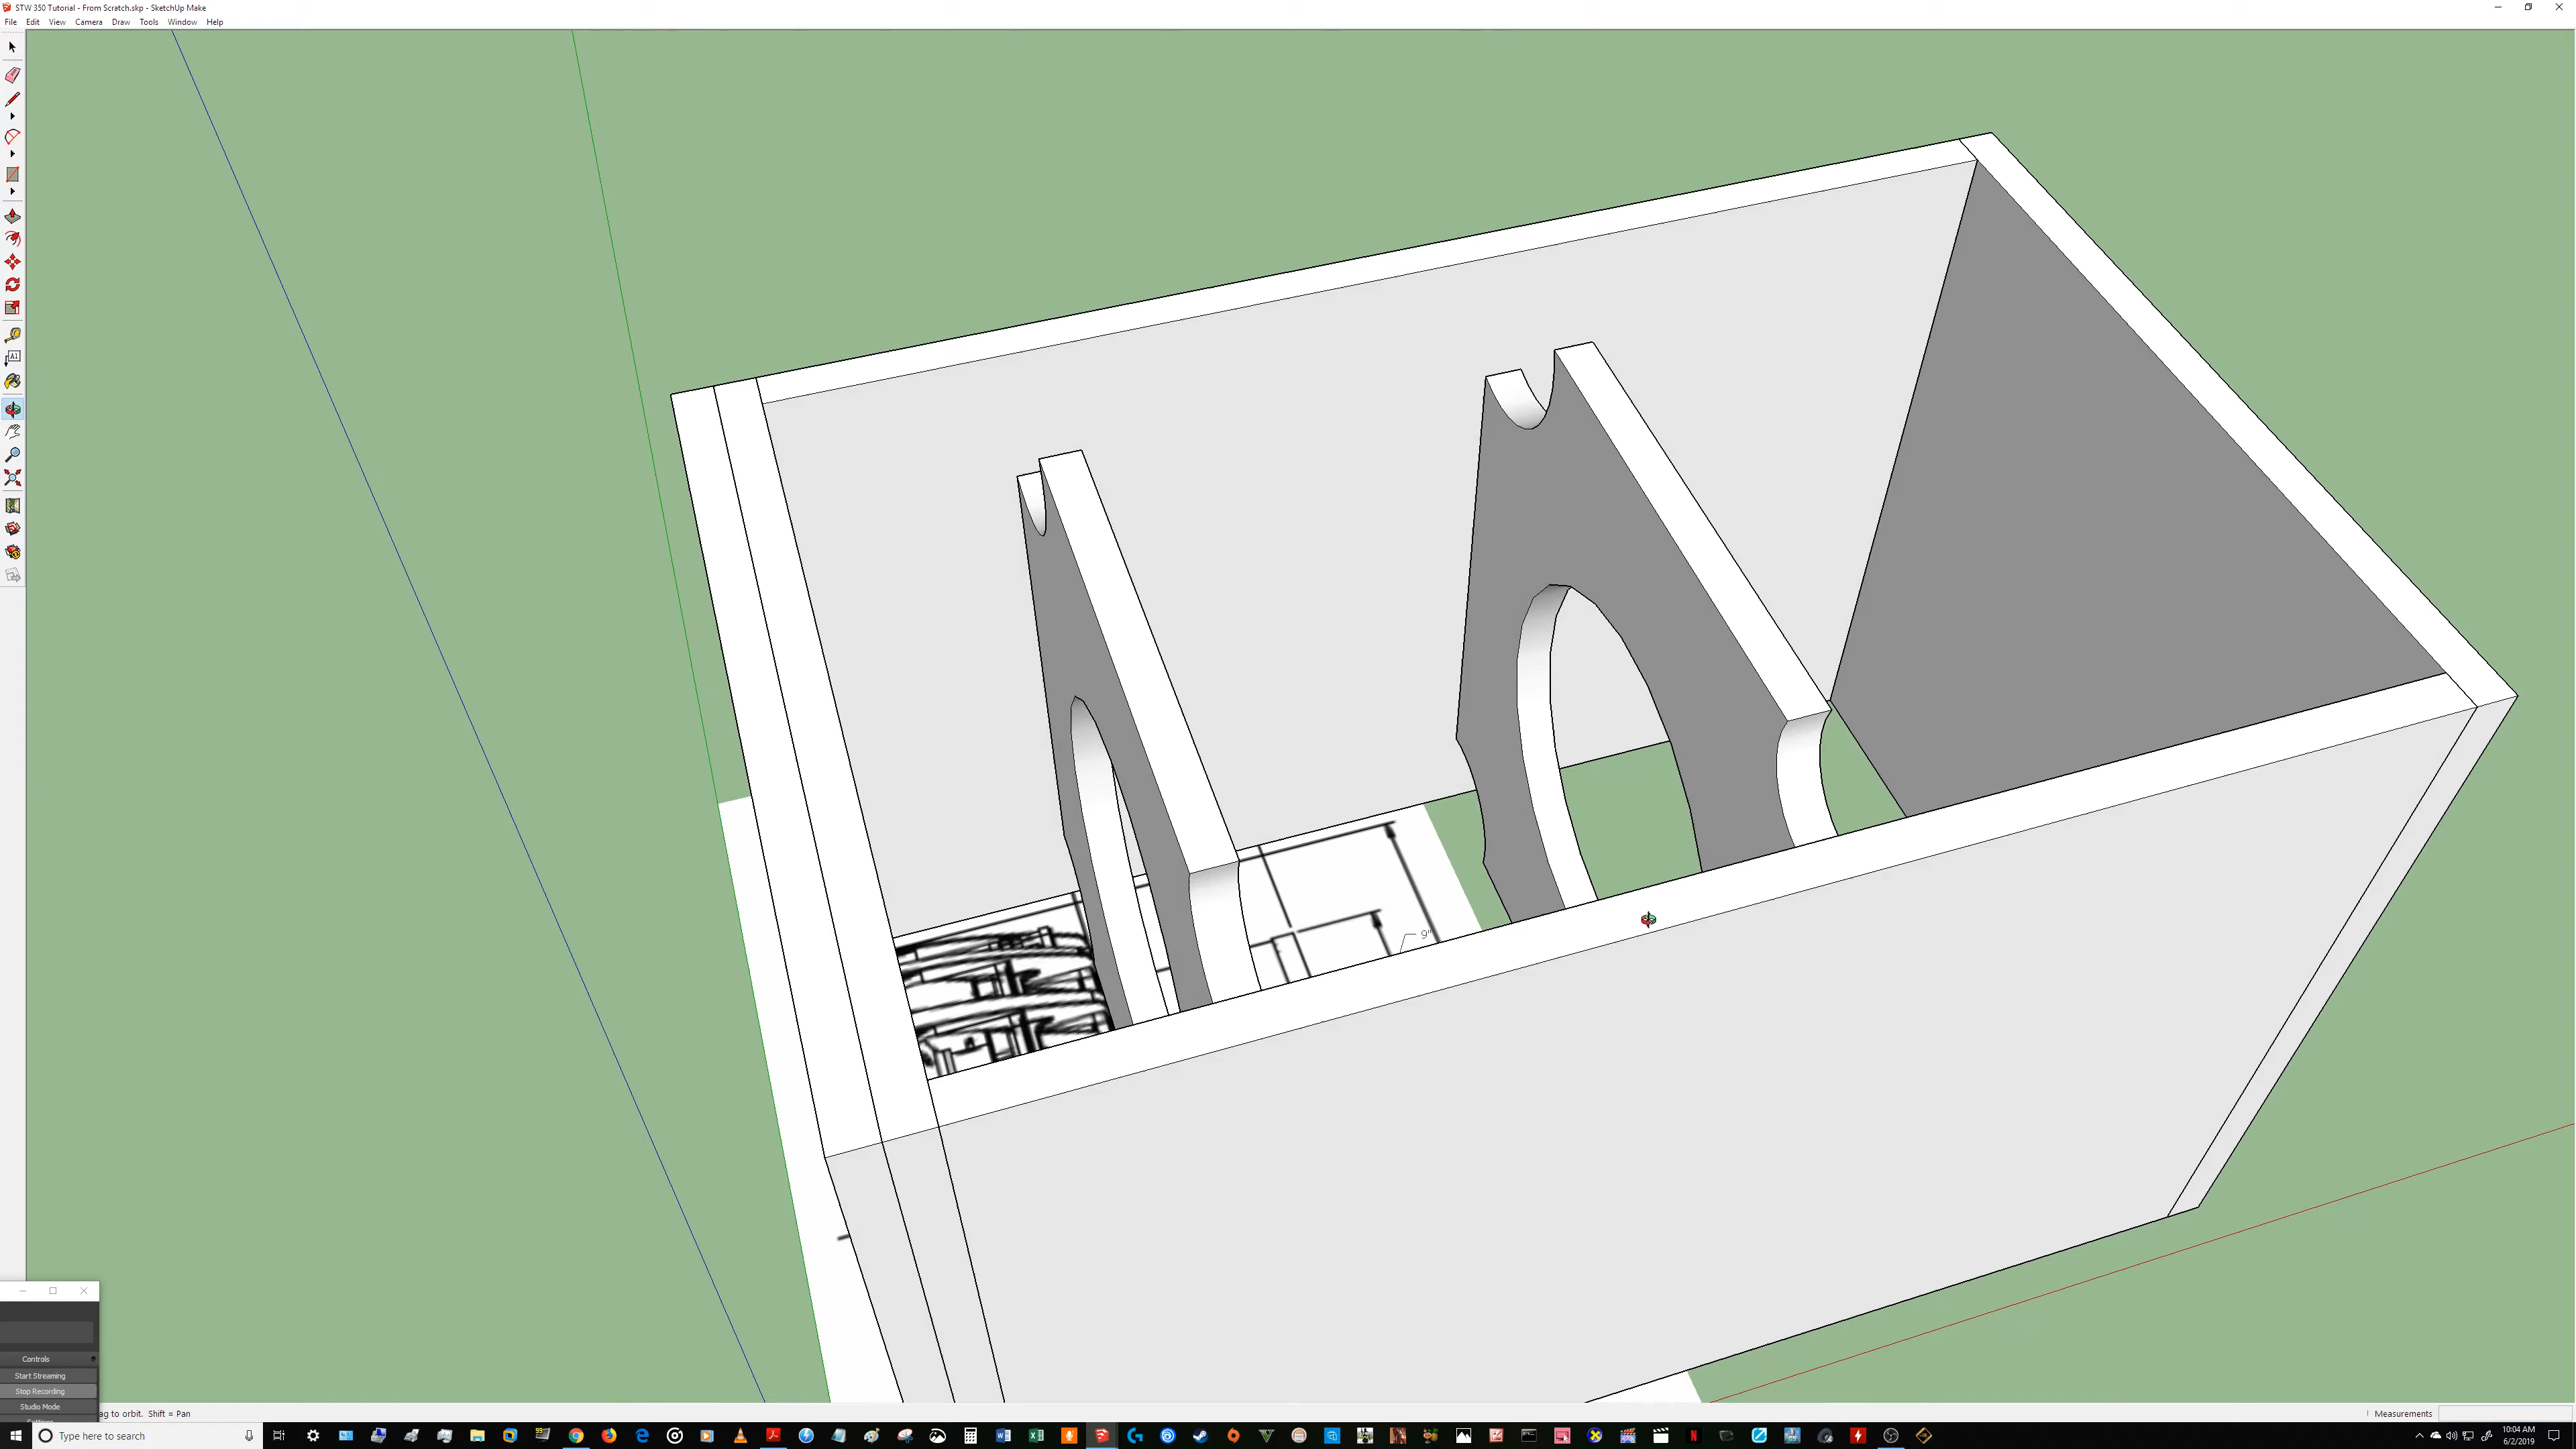 STW 350 Tutorial - From Scratch.skp - SketchUp Make
File Edit View Camera Draw Tools Window Help
A1
9"
Controls
Start Streaming
Stop Recording
Studio Mode
ag to orbit. Shift = Pan
Measurements
Type here to search
10:04 AM
6/2/2019